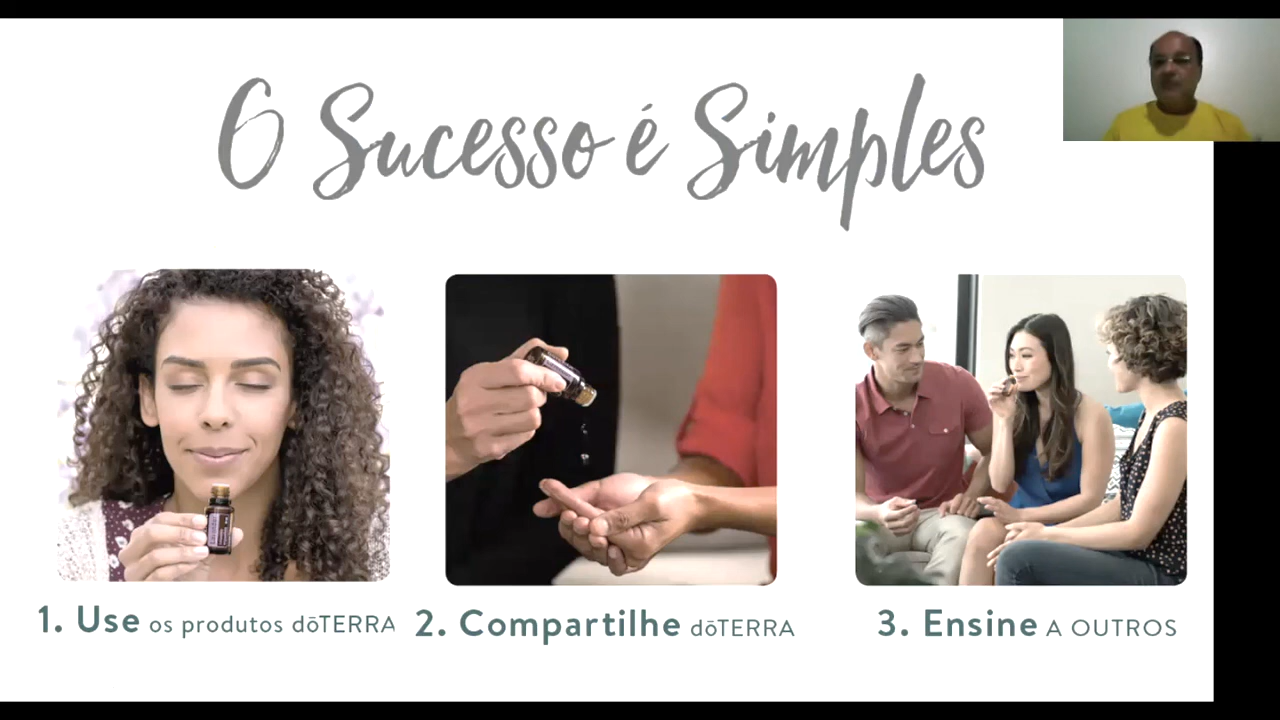 O Sucesso é Simples
1. Use os produtos dōTERRA
2. Compartilhe dōTERRA
3. Ensine A OUTROS